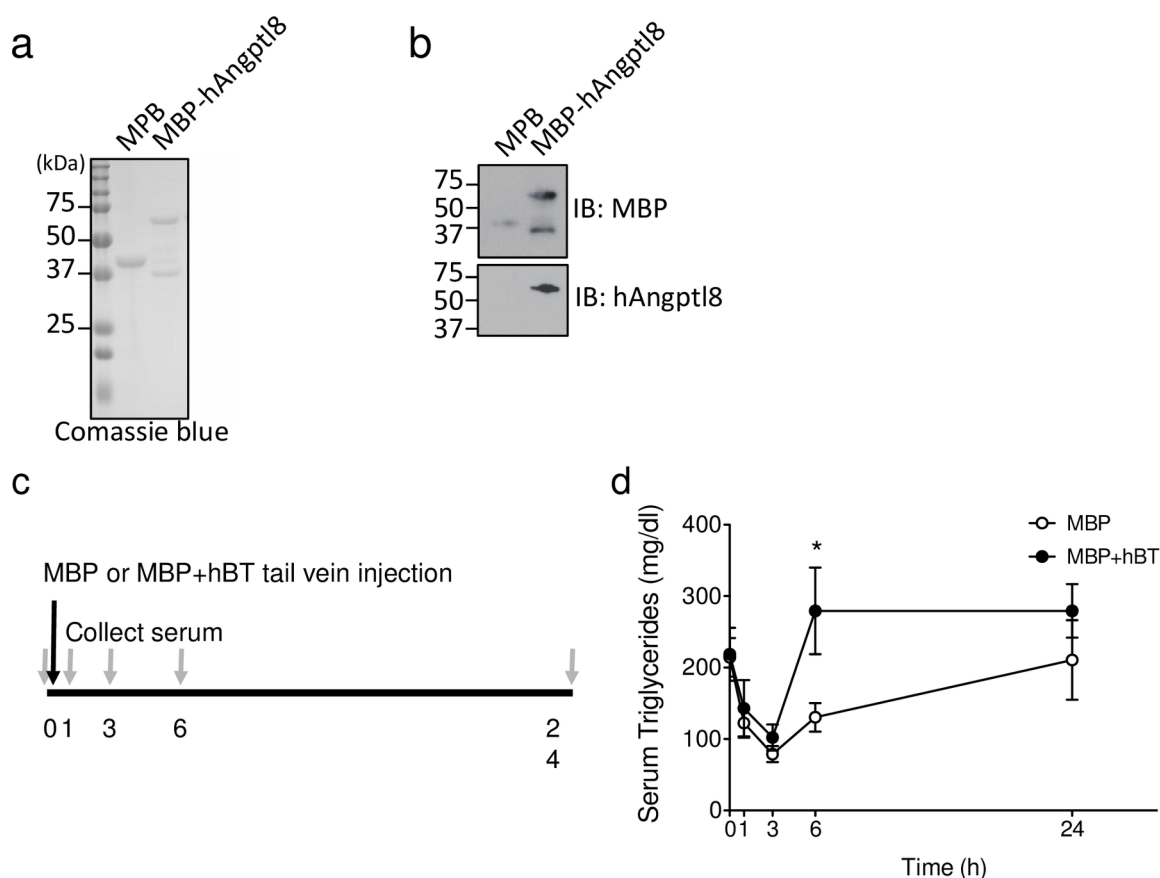 a
MPB
MBP-hAngptl8
(kDa)
75
50
37
25
Comassie blue
b
MPB
MBP-hAngptl8
75
50
37
IB: MBP
75
50
37
IB: hAngptl8
c
MBP or MBP+hBT tail vein injection
Collect serum
0 1 3 6 2
4
d
Serum Triglycerides (mg/dl)
400
300
200
100
0
*
MBP
MBP+hBT
0 1 3 6 24
Time (h)